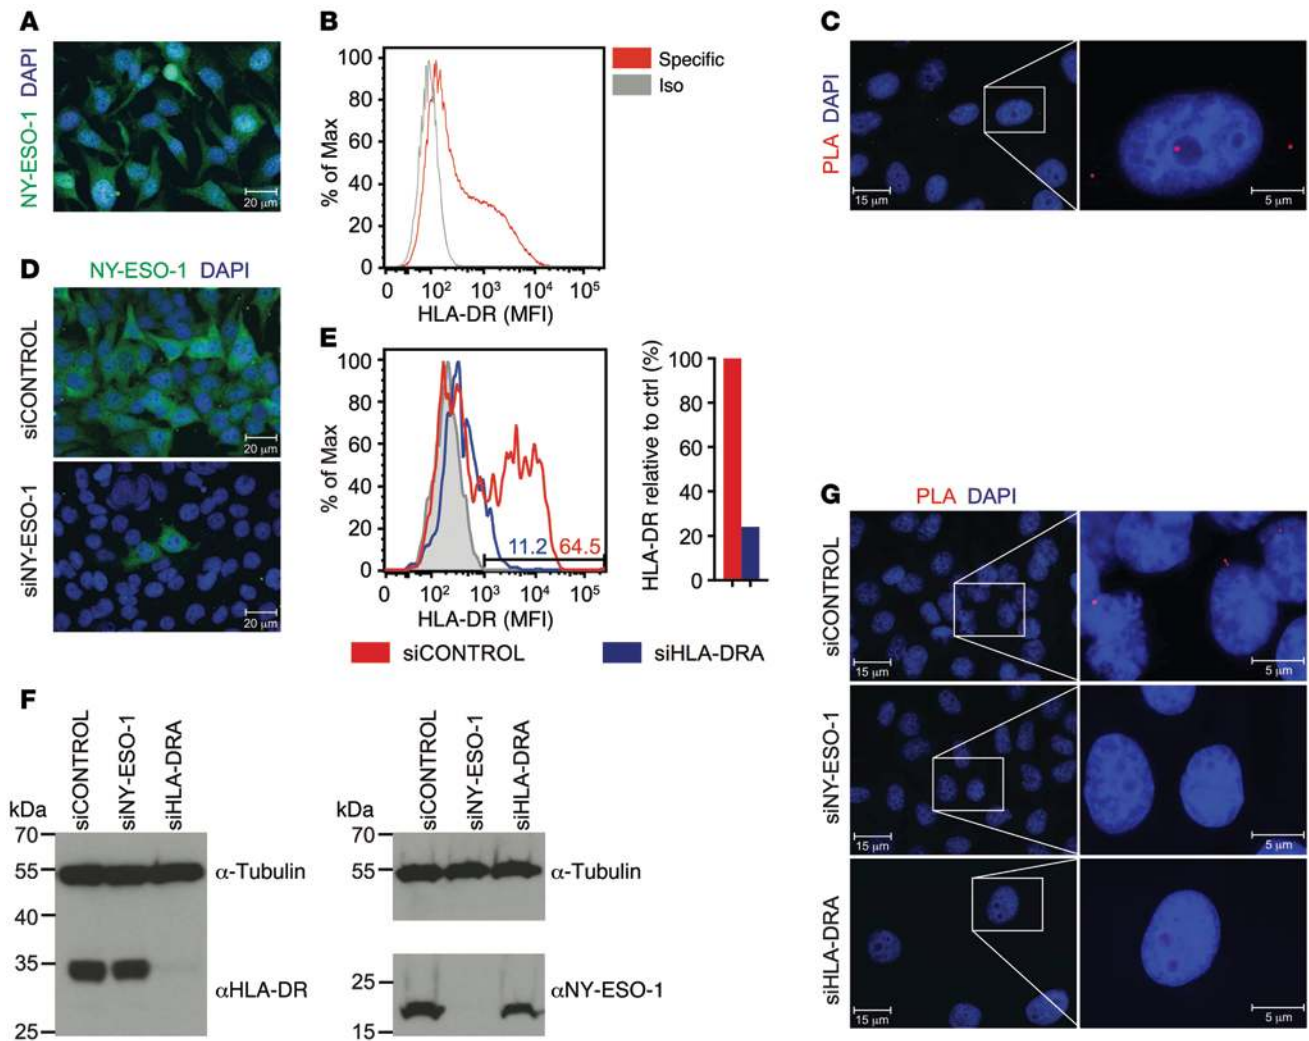 A
NY-ESO-1 DAPI
20 μm
B
100
80
60
40
20
0
% of Max
0 10² 10³ 10⁴ 10⁵
HLA-DR (MFI)
Specific
Iso
C
PLA DAPI
15 μm
5 μm
D
NY-ESO-1 DAPI
siCONTROL
20 μm
siNY-ESO-1
20 μm
E
100
80
60
40
20
0
% of Max
11.2 64.5
0 10² 10³ 10⁴ 10⁵
HLA-DR (MFI)
HLA-DR relative to ctrl (%)
100
80
60
40
20
0
siCONTROL
siHLA-DRA
F
siCONTROL
siNY-ESO-1
siHLA-DRA
kDa
70
55
40
35
25
α-Tubulin
αHLA-DR
siCONTROL
siNY-ESO-1
siHLA-DRA
kDa
70
55
25
15
α-Tubulin
αNY-ESO-1
G
PLA DAPI
siCONTROL
15 μm
5 μm
siNY-ESO-1
15 μm
5 μm
siHLA-DRA
15 μm
5 μm